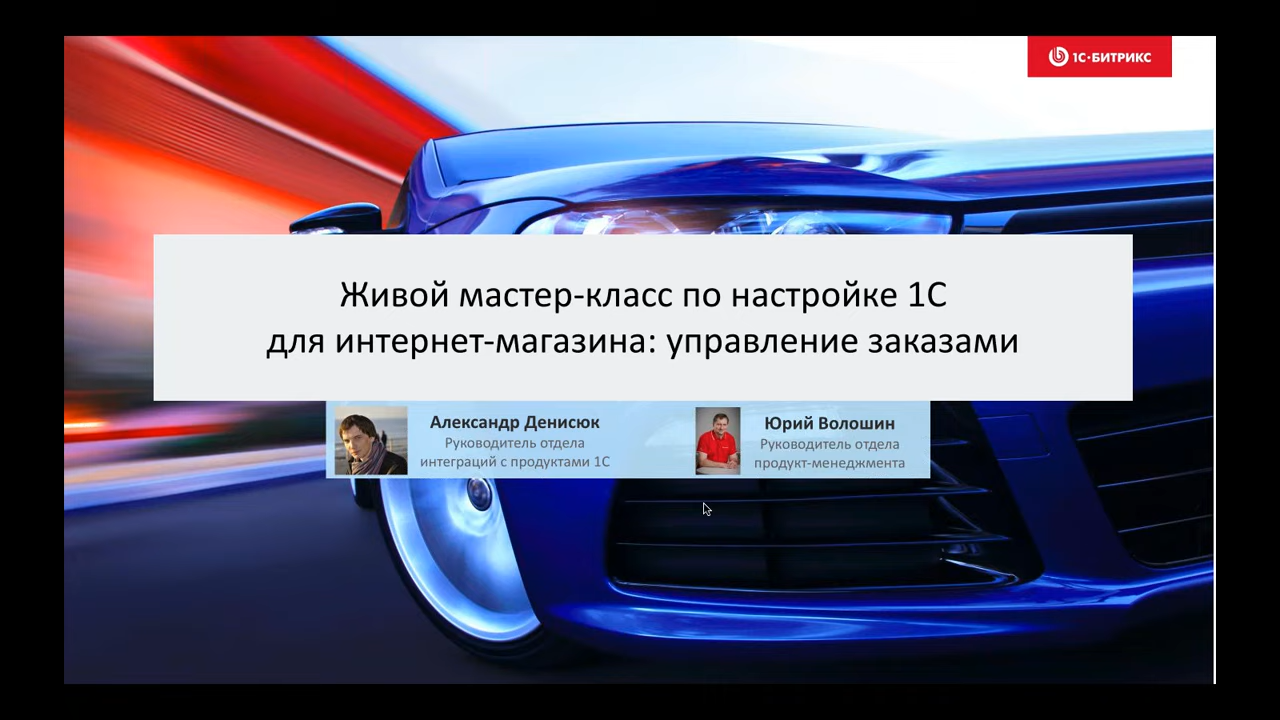 1С-БИТРИКС
Живой мастер-класс по настройке 1С
для интернет-магазина: управление заказами
Александр Денисюк
Руководитель отдела
интеграций с продуктами 1С
Юрий Волошин
Руководитель отдела
продукт-менеджмента